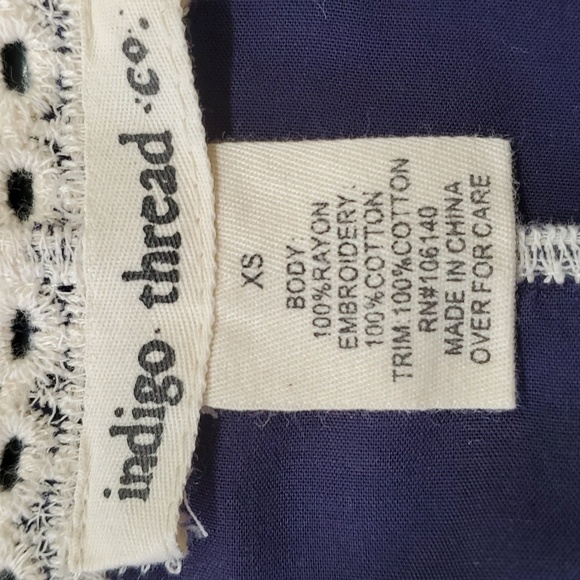 indigo thread co.
XS
BODY:
100%RAYON
EMBROIDERY:
100%COTTON
TRIM:100%COTTON
RN#106140
MADE IN CHINA
OVER FOR CARE